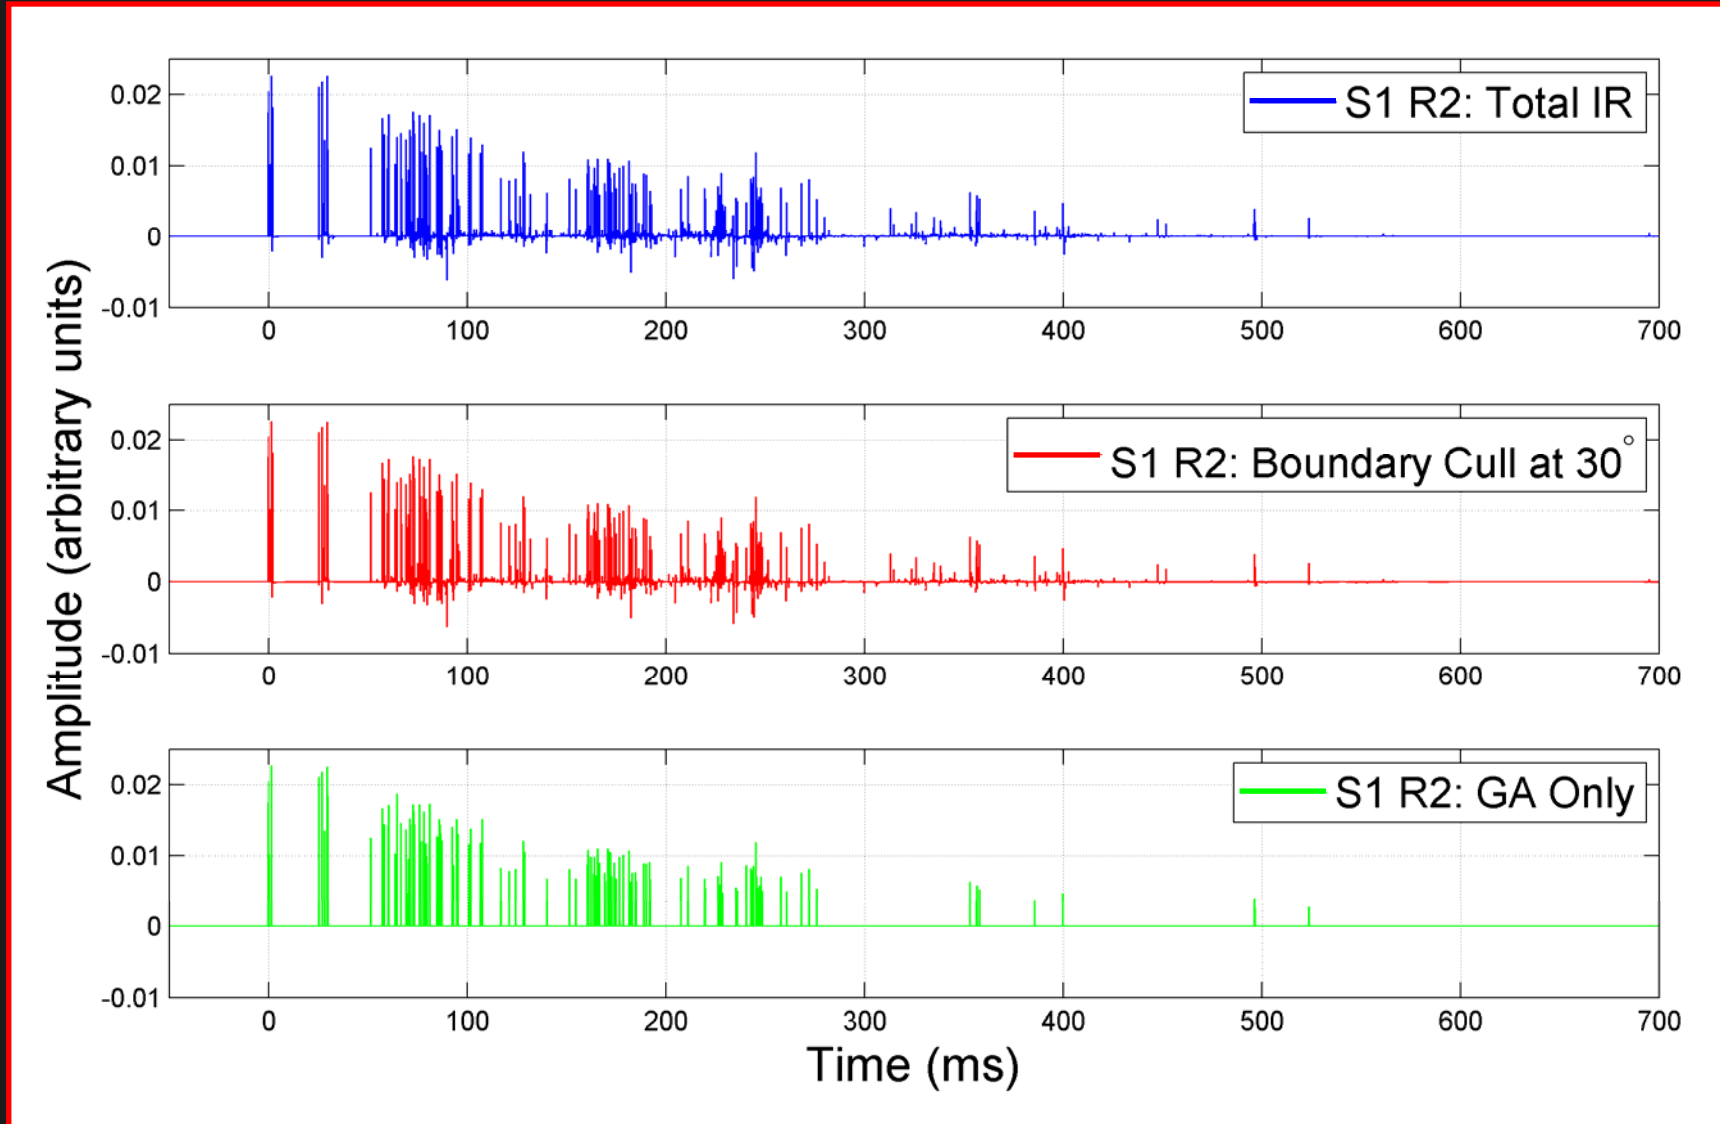 Amplitude (arbitrary units)
S1 R2: Total IR
0.02
0.01
0
-0.01
0 100 200 300 400 500 600 700
S1 R2: Boundary Cull at 30°
0.02
0.01
0
-0.01
0 100 200 300 400 500 600 700
S1 R2: GA Only
0.02
0.01
0
-0.01
0 100 200 300 400 500 600 700
Time (ms)